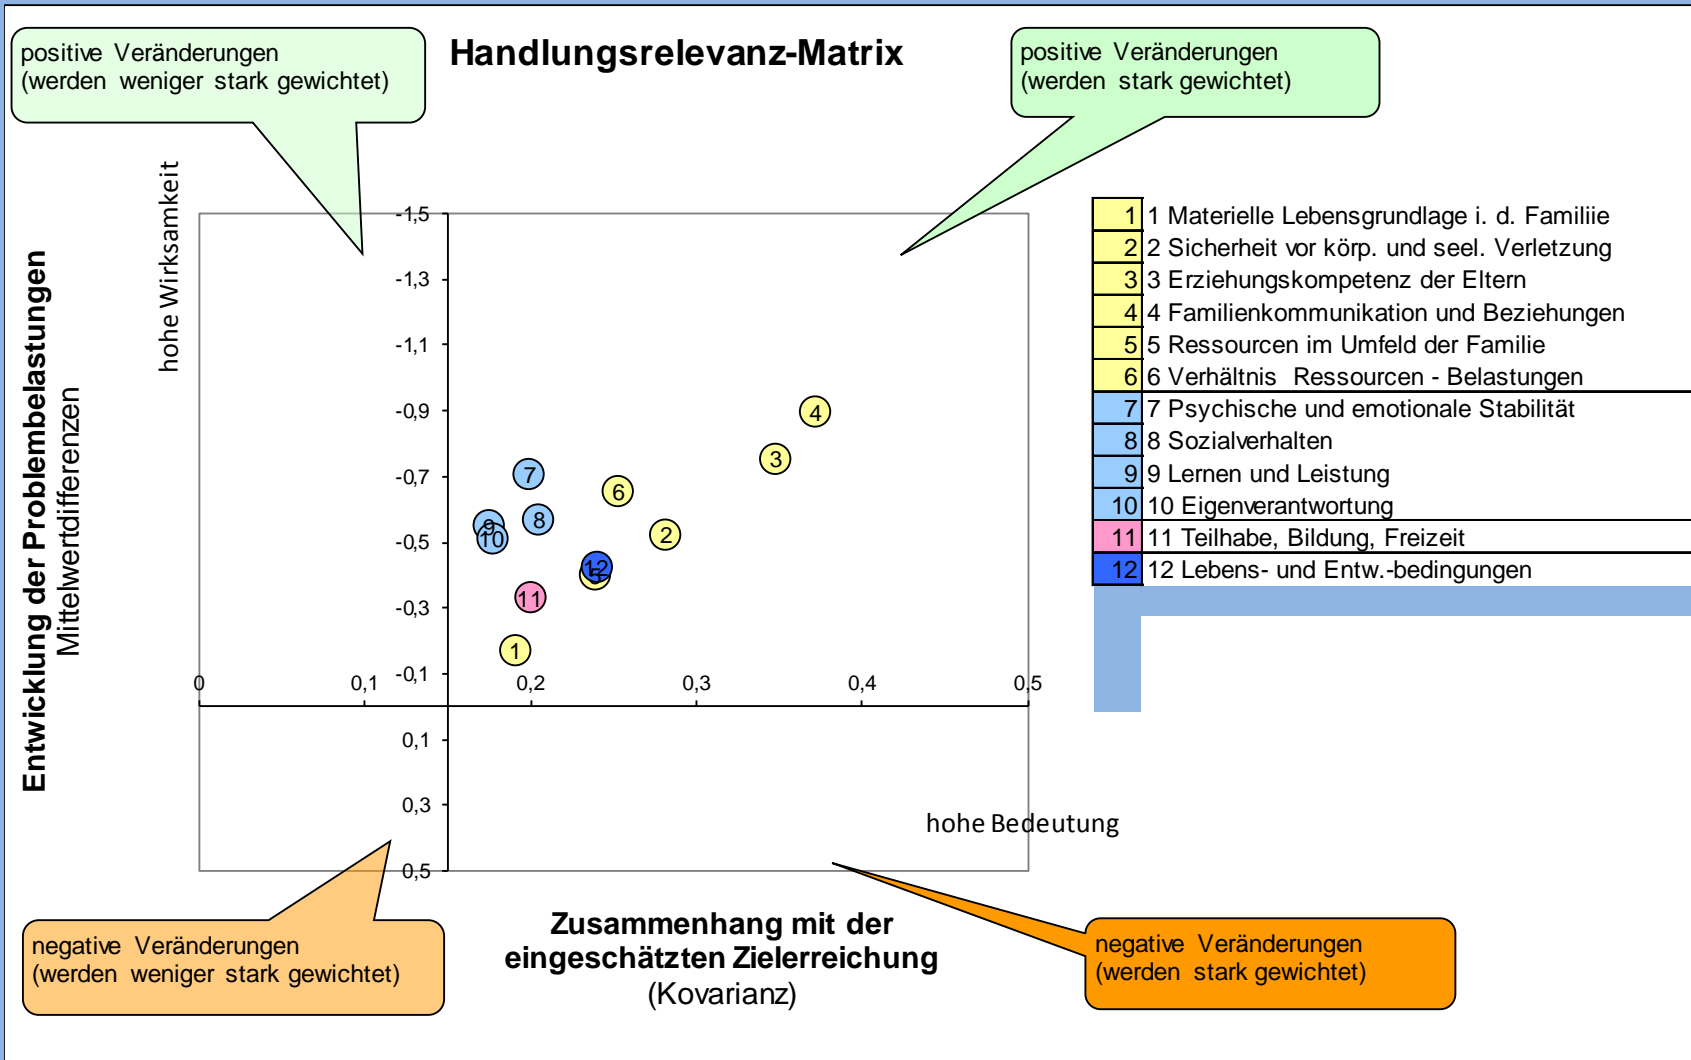 positive Veränderungen
(werden weniger stark gewichtet)
Handlungsrelevanz-Matrix
positive Veränderungen
(werden stark gewichtet)
Entwicklung der Problembelastungen
Mittelwertdifferenzen
hohe Wirksamkeit
-1,5
-1,3
-1,1
-0,9
-0,7
-0,5
-0,3
-0,1
0,1
0,3
0,5
0
0,1
0,2
0,3
0,4
0,5
4
3
7
6
9
8
10
2
12
5
11
1
hohe Bedeutung
1 1 Materielle Lebensgrundlage i. d. Familiie
2 2 Sicherheit vor körp. und seel. Verletzung
3 3 Erziehungskompetenz der Eltern
4 4 Familienkommunikation und Beziehungen
5 5 Ressourcen im Umfeld der Familie
6 6 Verhältnis Ressourcen - Belastungen
7 7 Psychische und emotionale Stabilität
8 8 Sozialverhalten
9 9 Lernen und Leistung
10 10 Eigenverantwortung
11 11 Teilhabe, Bildung, Freizeit
12 12 Lebens- und Entw.-bedingungen
negative Veränderungen
(werden weniger stark gewichtet)
Zusammenhang mit der
eingeschätzten Zielerreichung
(Kovarianz)
negative Veränderungen
(werden stark gewichtet)